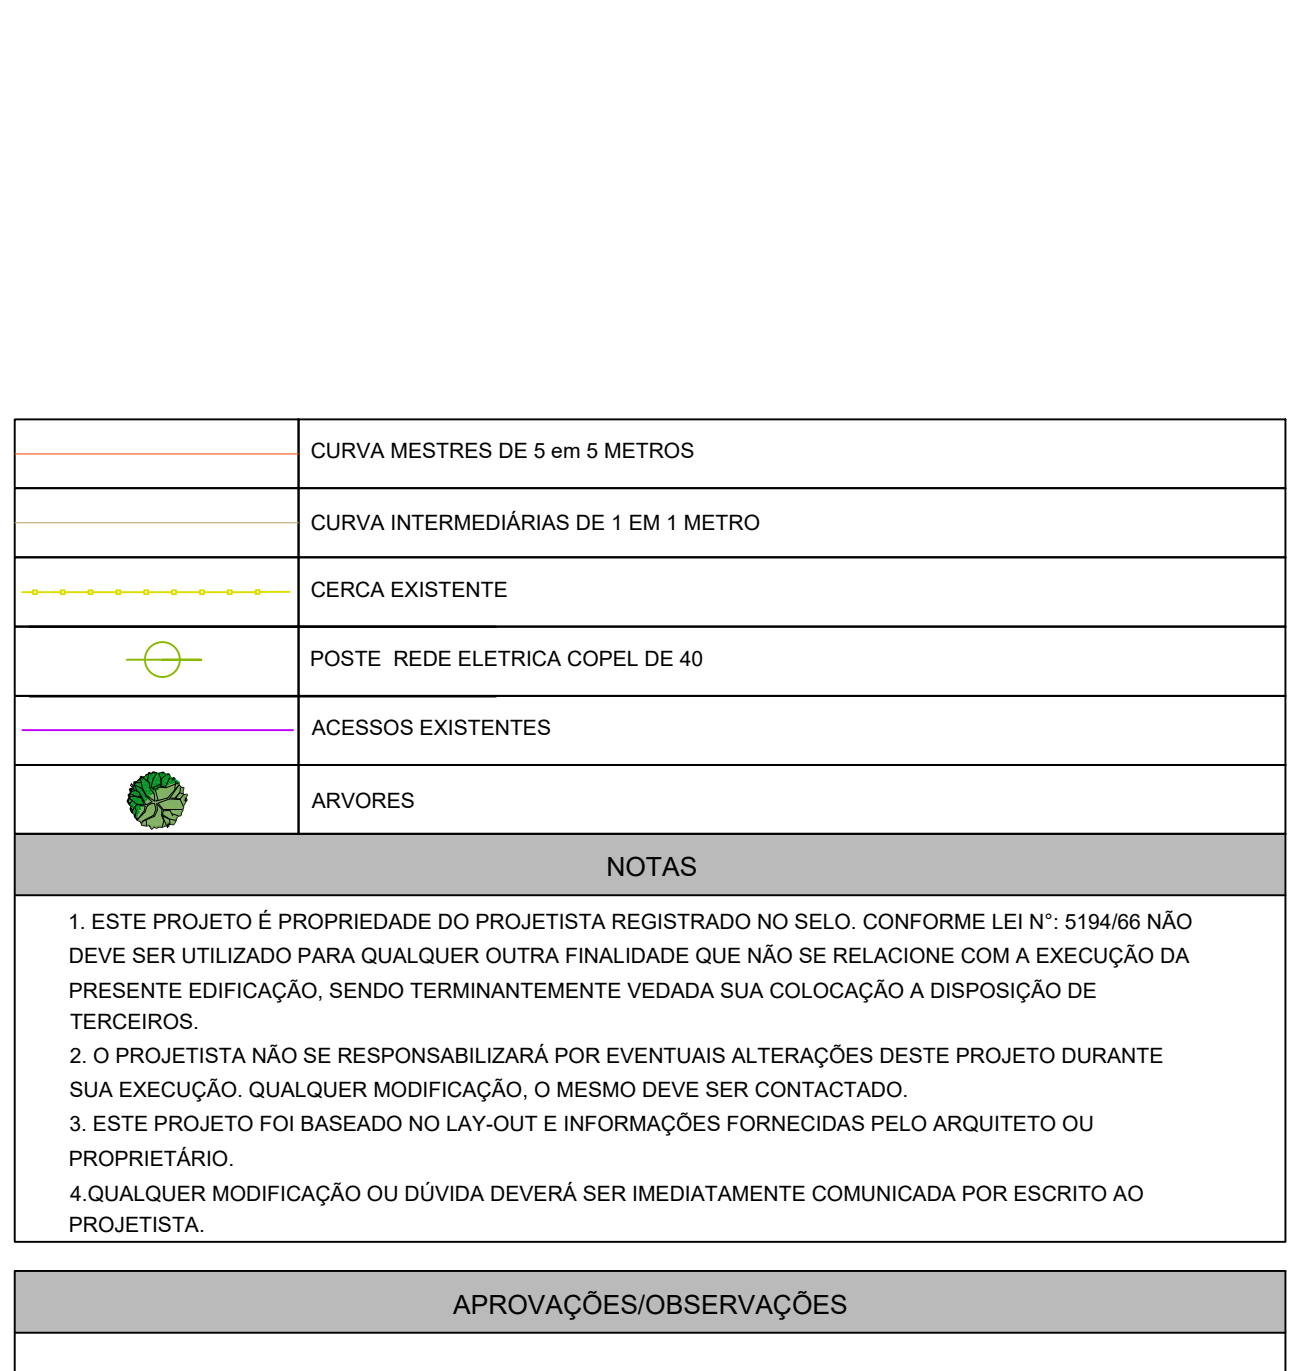 CURVA MESTRES DE 5 em 5 METROS
CURVA INTERMEDIÁRIAS DE 1 EM 1 METRO
CERCA EXISTENTE
POSTE  REDE ELETRICA COPEL DE 40
ACESSOS EXISTENTES
ARVORES
NOTAS
1. ESTE PROJETO É PROPRIEDADE DO PROJETISTA REGISTRADO NO SELO. CONFORME LEI N°: 5194/66 NÃO
DEVE SER UTILIZADO PARA QUALQUER OUTRA FINALIDADE QUE NÃO SE RELACIONE COM A EXECUÇÃO DA
PRESENTE EDIFICAÇÃO, SENDO TERMINANTEMENTE VEDADA SUA COLOCAÇÃO A DISPOSIÇÃO DE
TERCEIROS.
2. O PROJETISTA NÃO SE RESPONSABILIZARÁ POR EVENTUAIS ALTERAÇÕES DESTE PROJETO DURANTE
SUA EXECUÇÃO. QUALQUER MODIFICAÇÃO, O MESMO DEVE SER CONTACTADO.
3. ESTE PROJETO FOI BASEADO NO LAY-OUT E INFORMAÇÕES FORNECIDAS PELO ARQUITETO OU
PROPRIETÁRIO.
4.QUALQUER MODIFICAÇÃO OU DÚVIDA DEVERÁ SER IMEDIATAMENTE COMUNICADA POR ESCRITO AO
PROJETISTA.
APROVAÇÕES/OBSERVAÇÕES